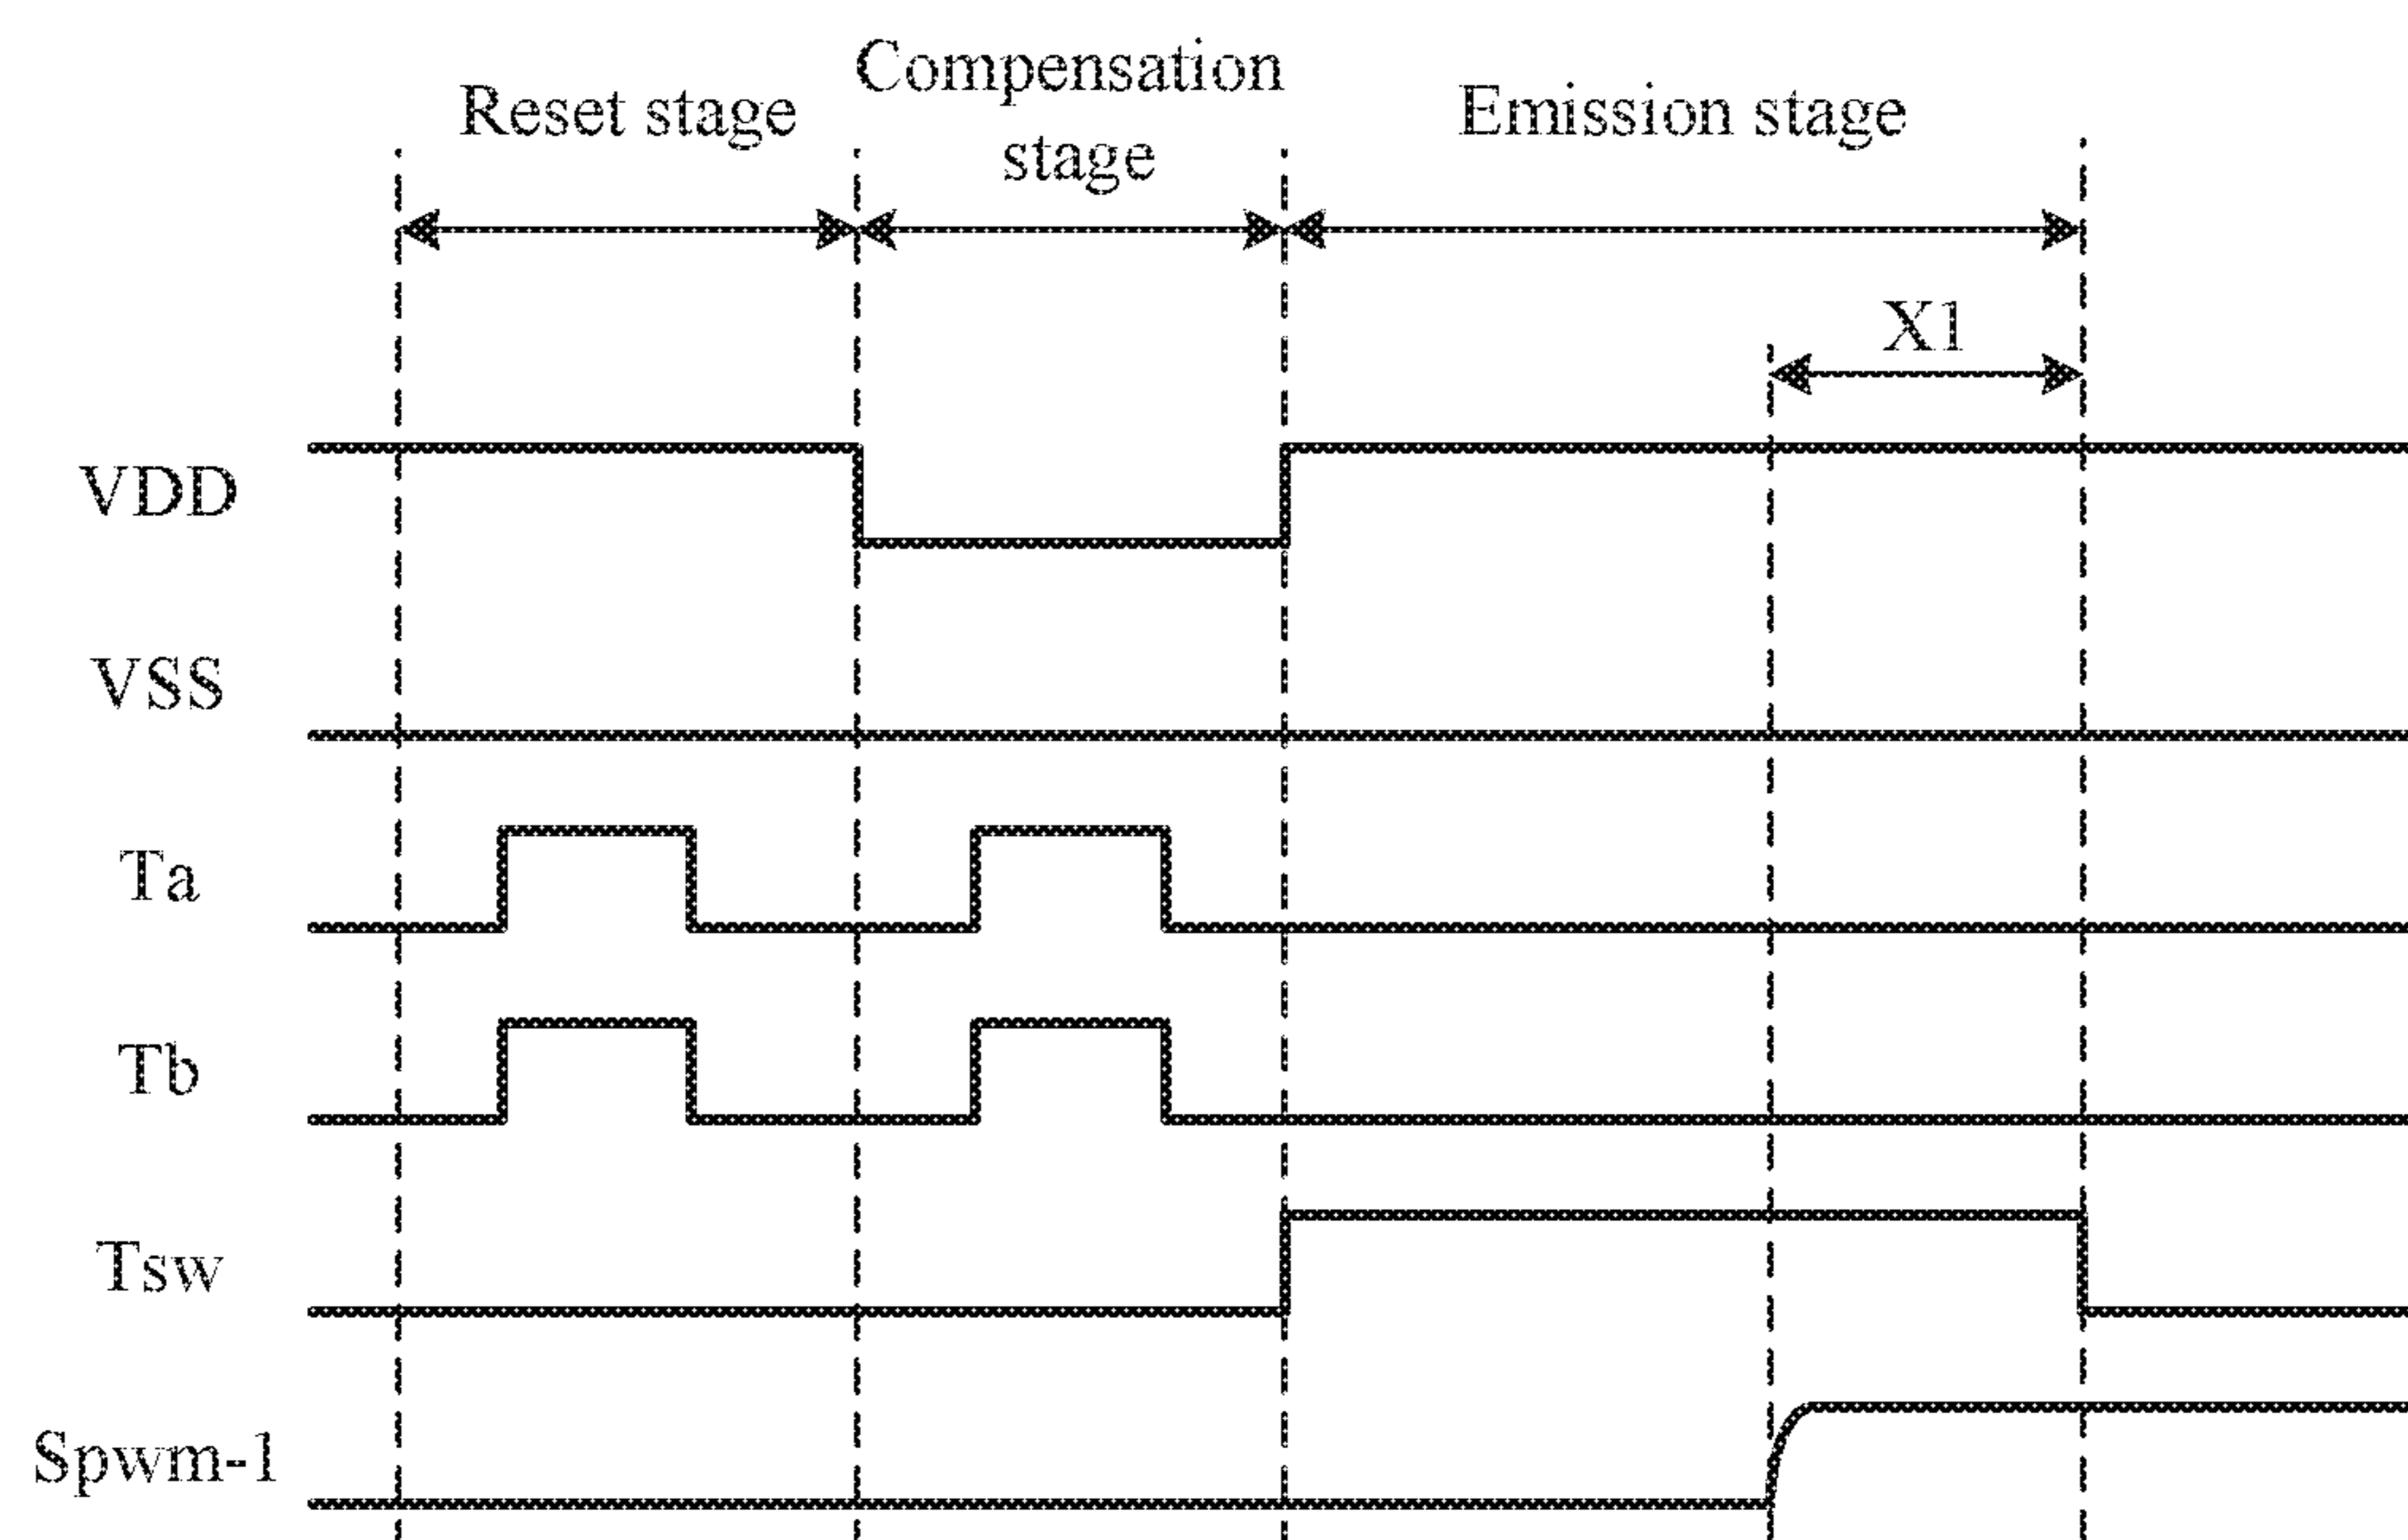 Reset stage
Compensation
stage
Emission stage
X1
VDD
VSS
Ta
Tb
Tsw
Spwm-1